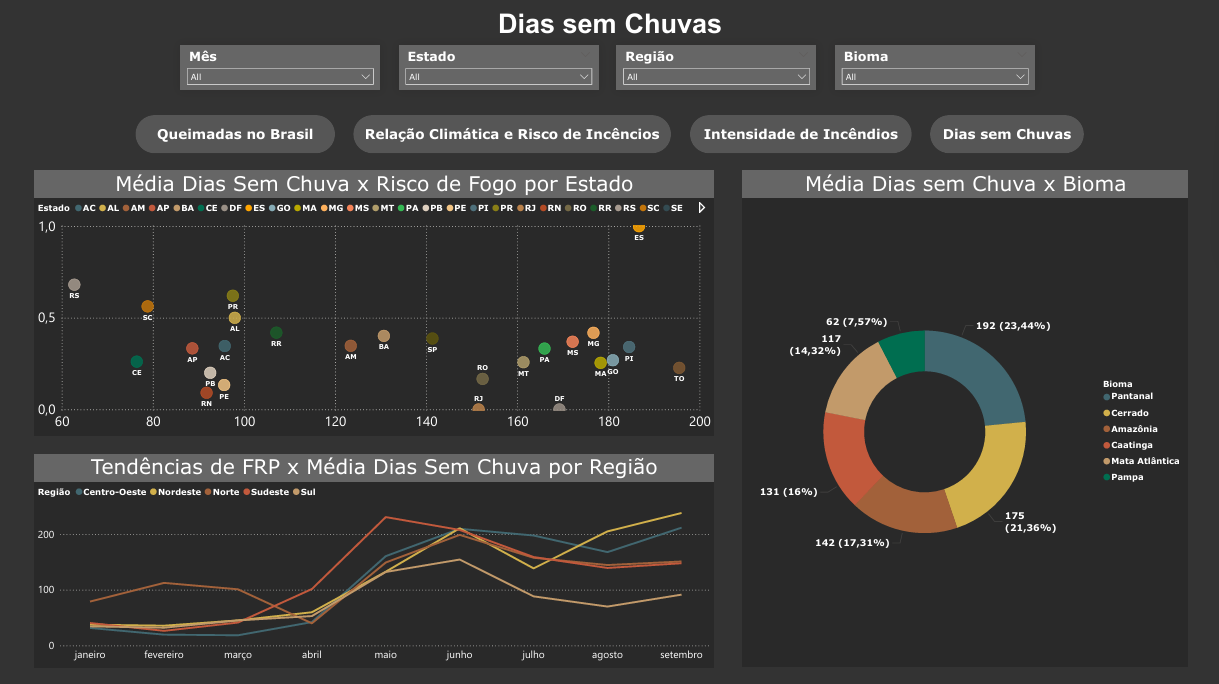 Dias sem Chuvas
Mês
All
Estado
All
Região
All
Bioma
All
Queimadas no Brasil
Relação Climática e Risco de Incêncios
Intensidade de Incêndios
Dias sem Chuvas
Média Dias Sem Chuva x Risco de Fogo por Estado
Estado AC AL AM AP BA CE DF ES GO MA MG MS MT PA PB PE PI PR RJ RN RO RR RS SC SE
1,0
0,5
0,0
60 80 100 120 140 160 180 200
ES
RS
SC
PR
AL
RR
AP
AC
AM
BA
SP
CE
PB
PE
RN
RO
RJ
MT
PA
DF
MS
MG
MA
GO
PI
TO
Tendências de FRP x Média Dias Sem Chuva por Região
Região Centro-Oeste Nordeste Norte Sudeste Sul
200
100
0
janeiro fevereiro março abril maio junho julho agosto setembro
Média Dias sem Chuva x Bioma
62 (7,57%)
192 (23,44%)
117
(14,32%)
131 (16%)
142 (17,31%)
175
(21,36%)
Bioma
Pantanal
Cerrado
Amazônia
Caatinga
Mata Atlântica
Pampa